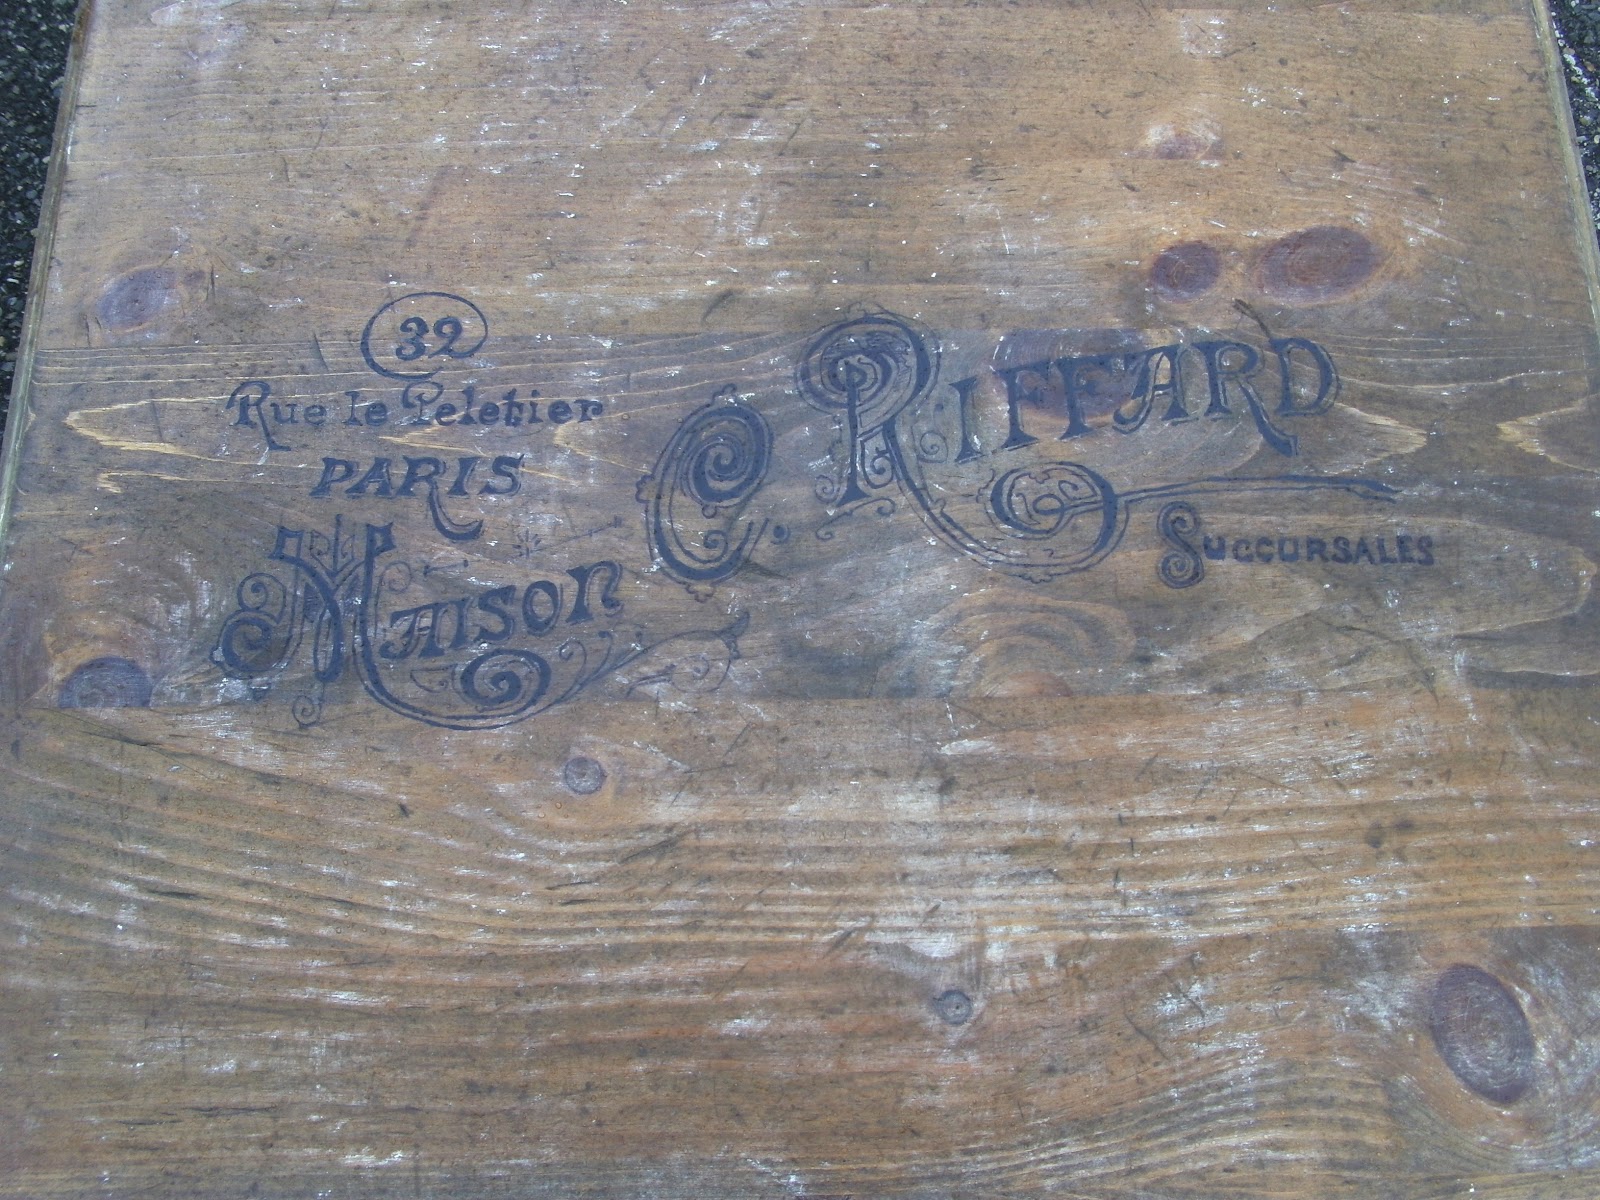 32
Rue le Peletier
PARIS
Maison C. RIFFARD
SUCCURSALES